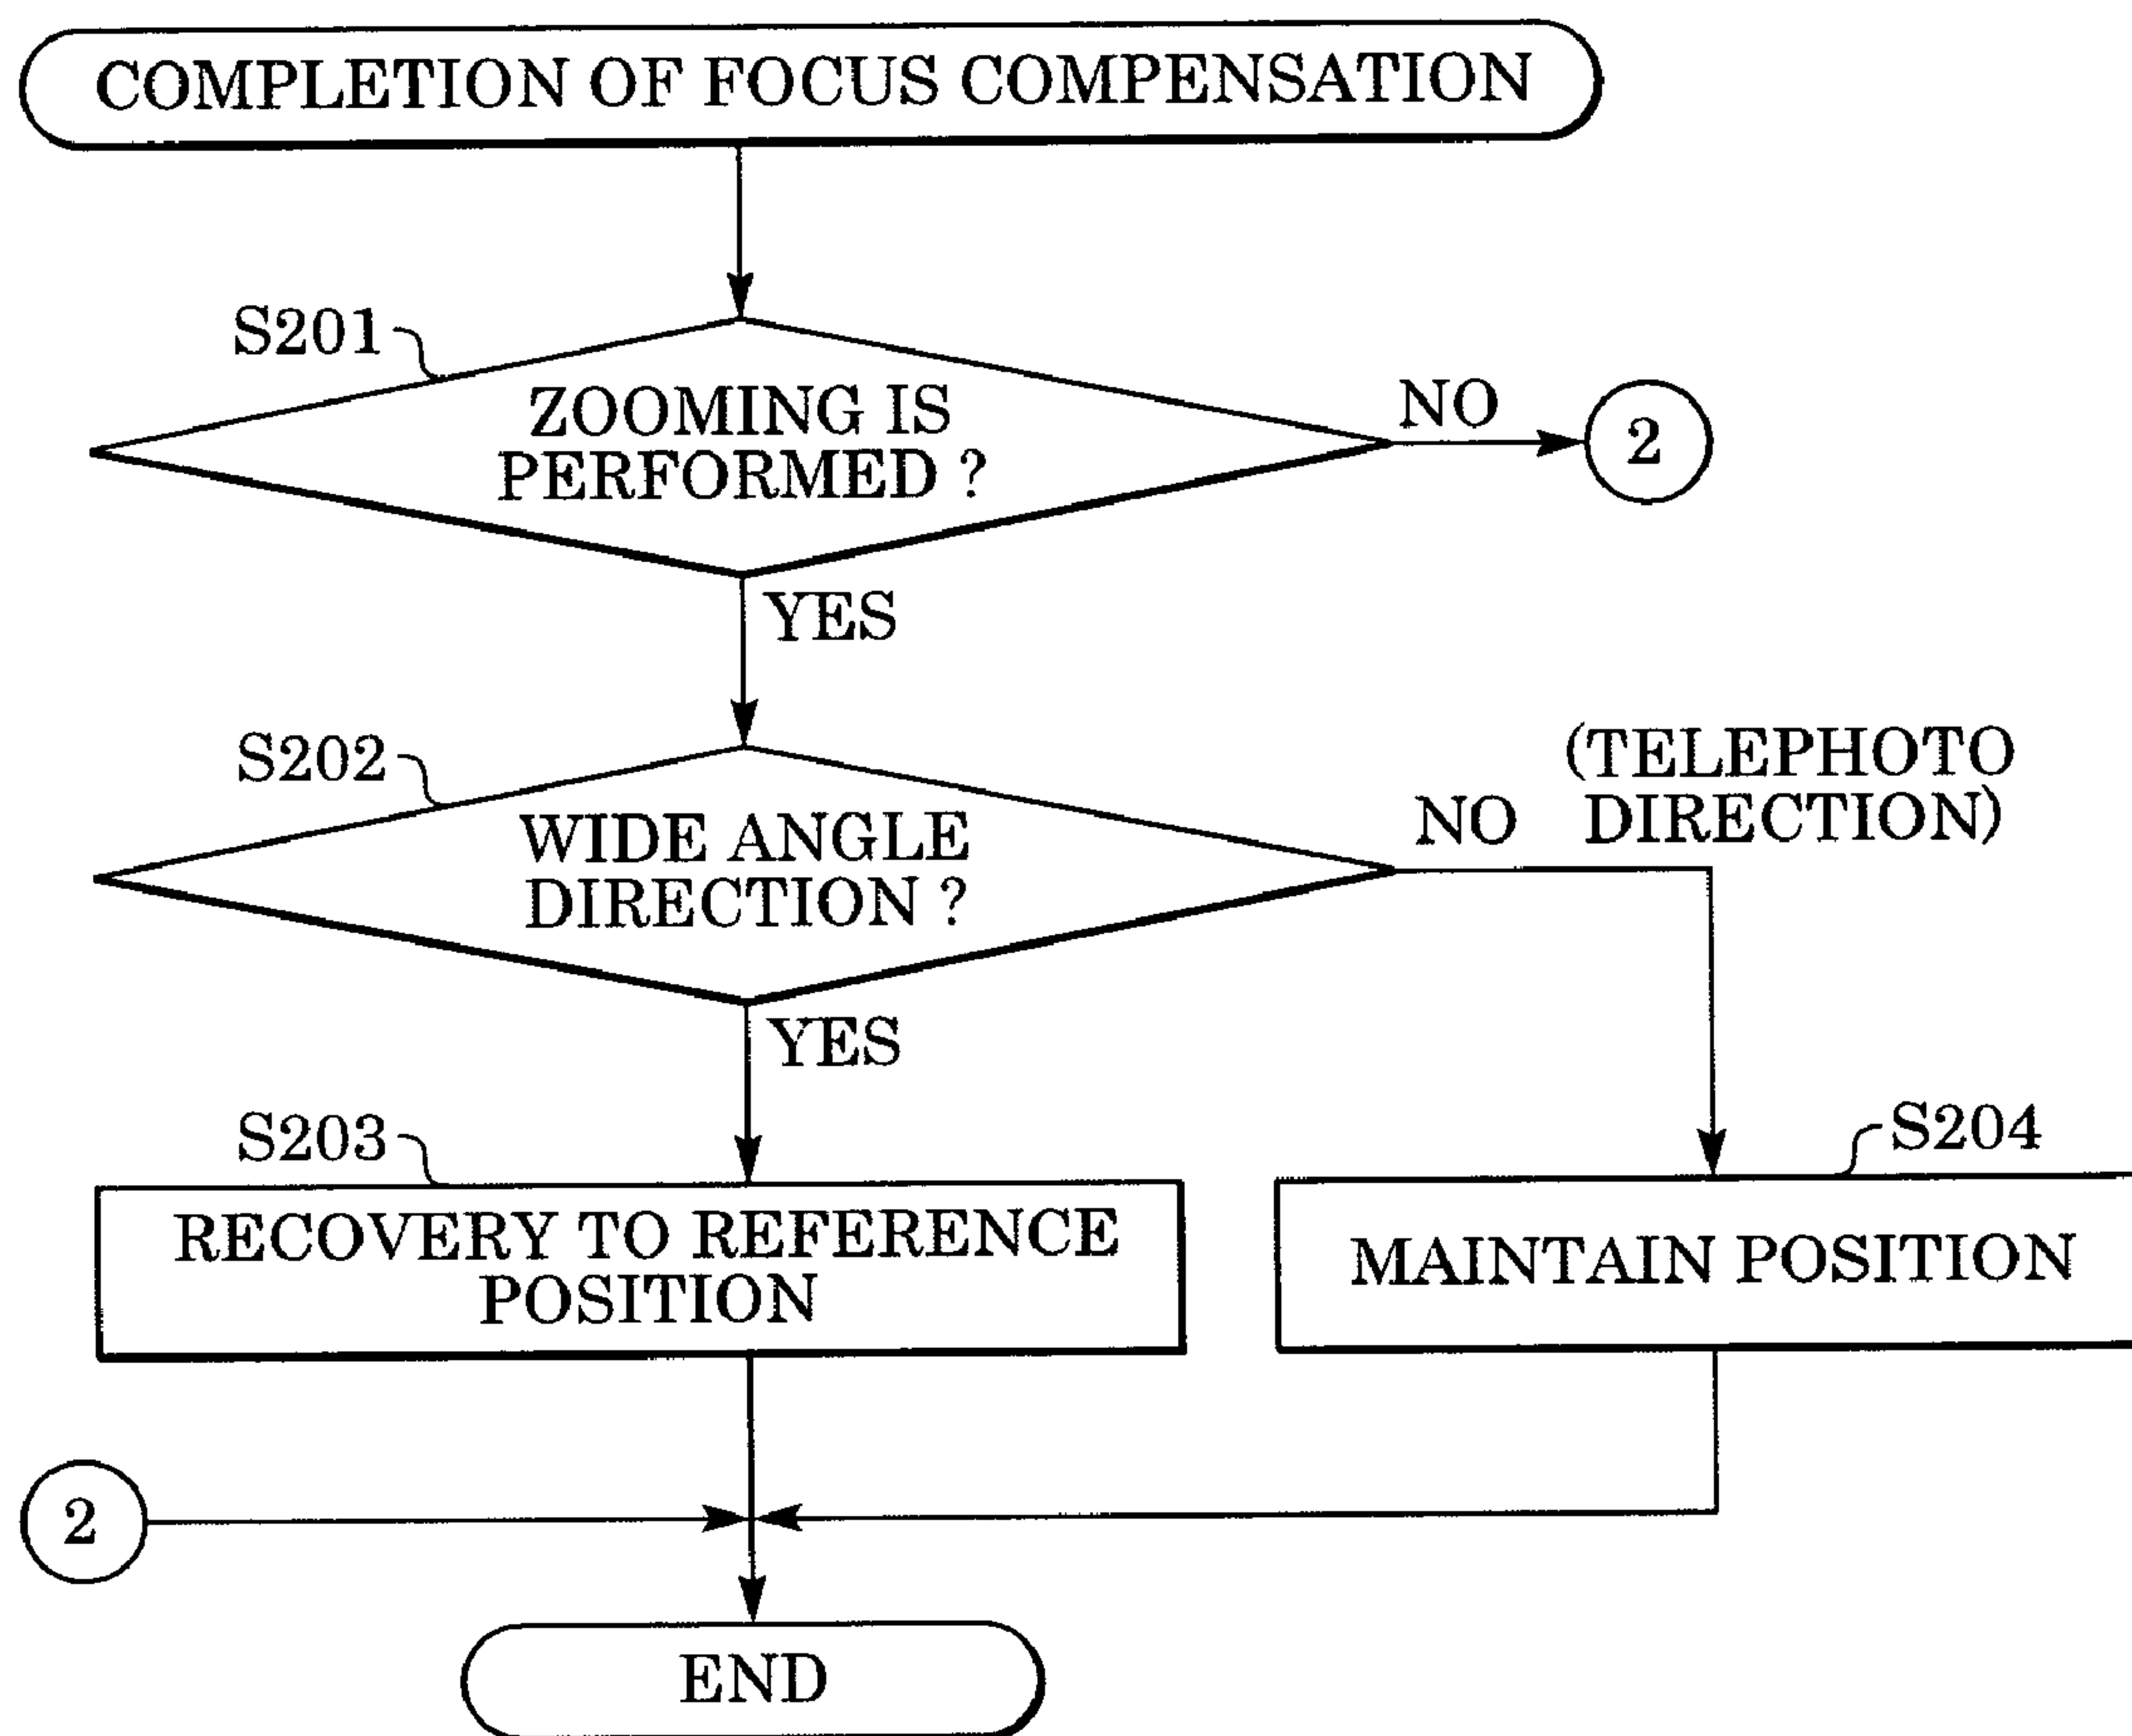 COMPLETION OF FOCUS COMPENSATION
S201
ZOOMING IS
PERFORMED ?
NO
2
YES
S202
WIDE ANGLE
DIRECTION ?
NO
(TELEPHOTO
DIRECTION)
YES
S203
RECOVERY TO REFERENCE
POSITION
S204
MAINTAIN POSITION
2
END